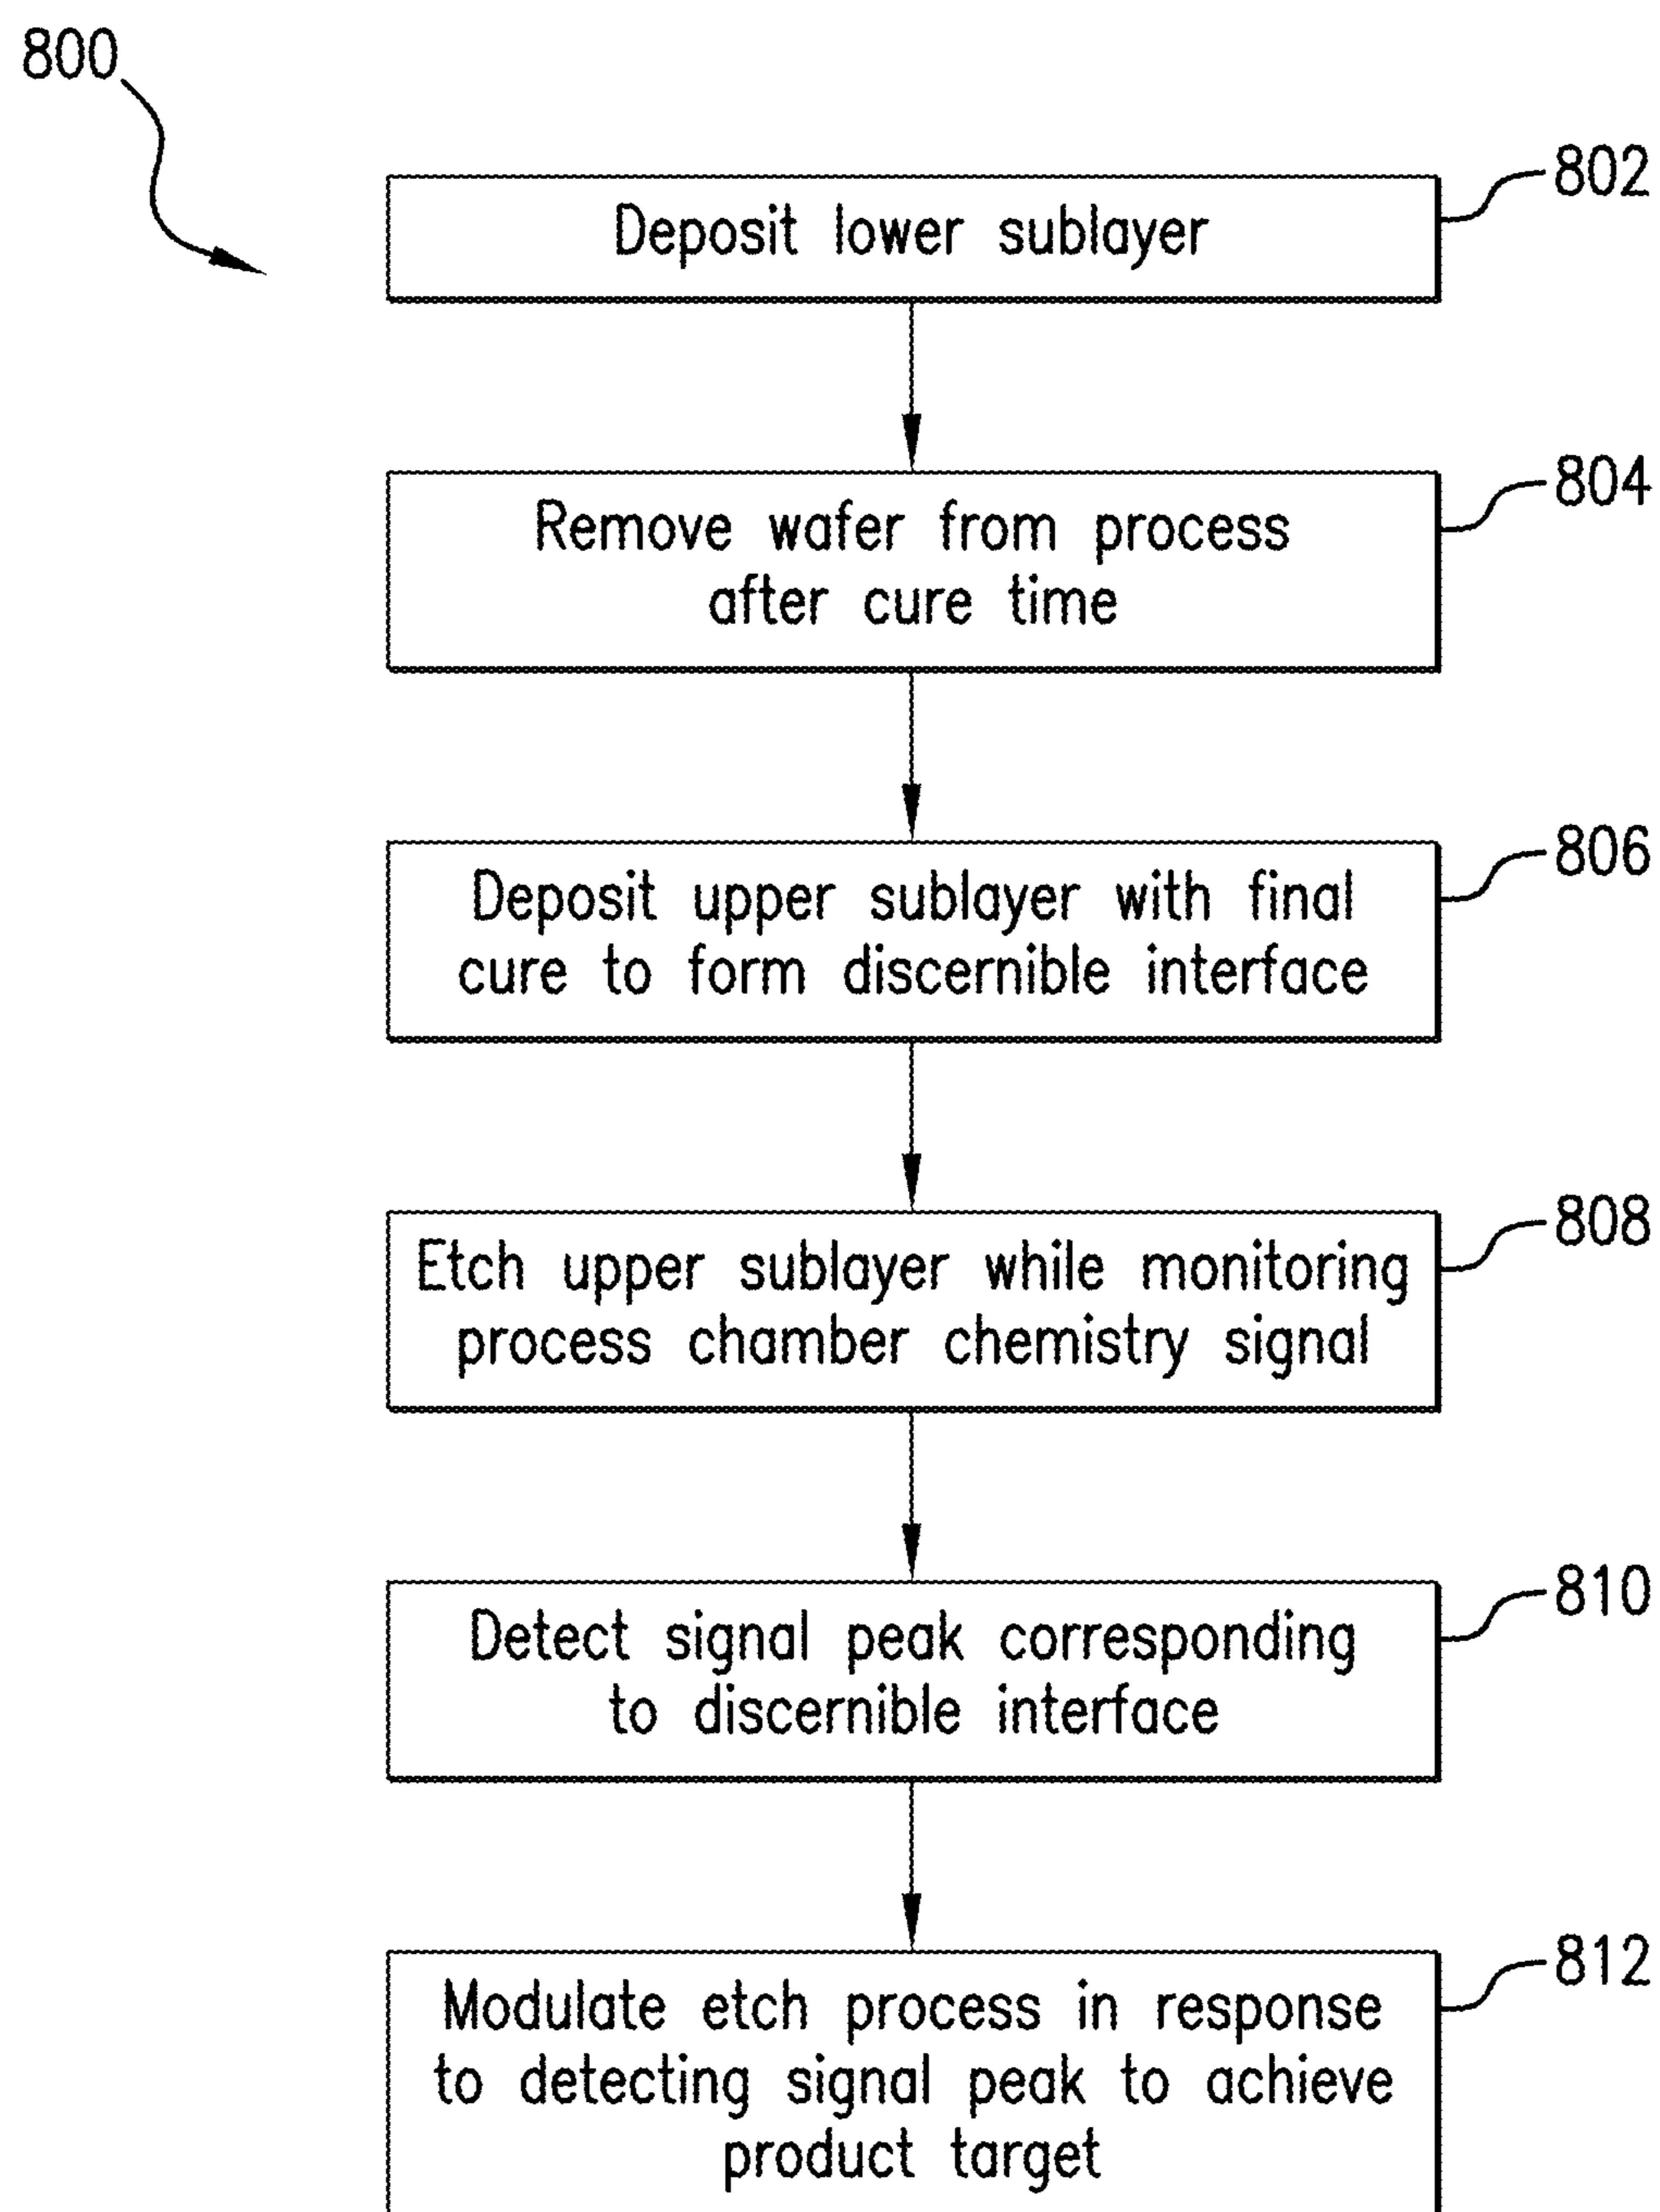 800
802
Deposit lower sublayer
804
Remove wafer from process
after cure time
806
Deposit upper sublayer with final
cure to form discernible interface
808
Etch upper sublayer while monitoring
process chamber chemistry signal
810
Detect signal peak corresponding
to discernible interface
812
Modulate etch process in response
to detecting signal peak to achieve
product target